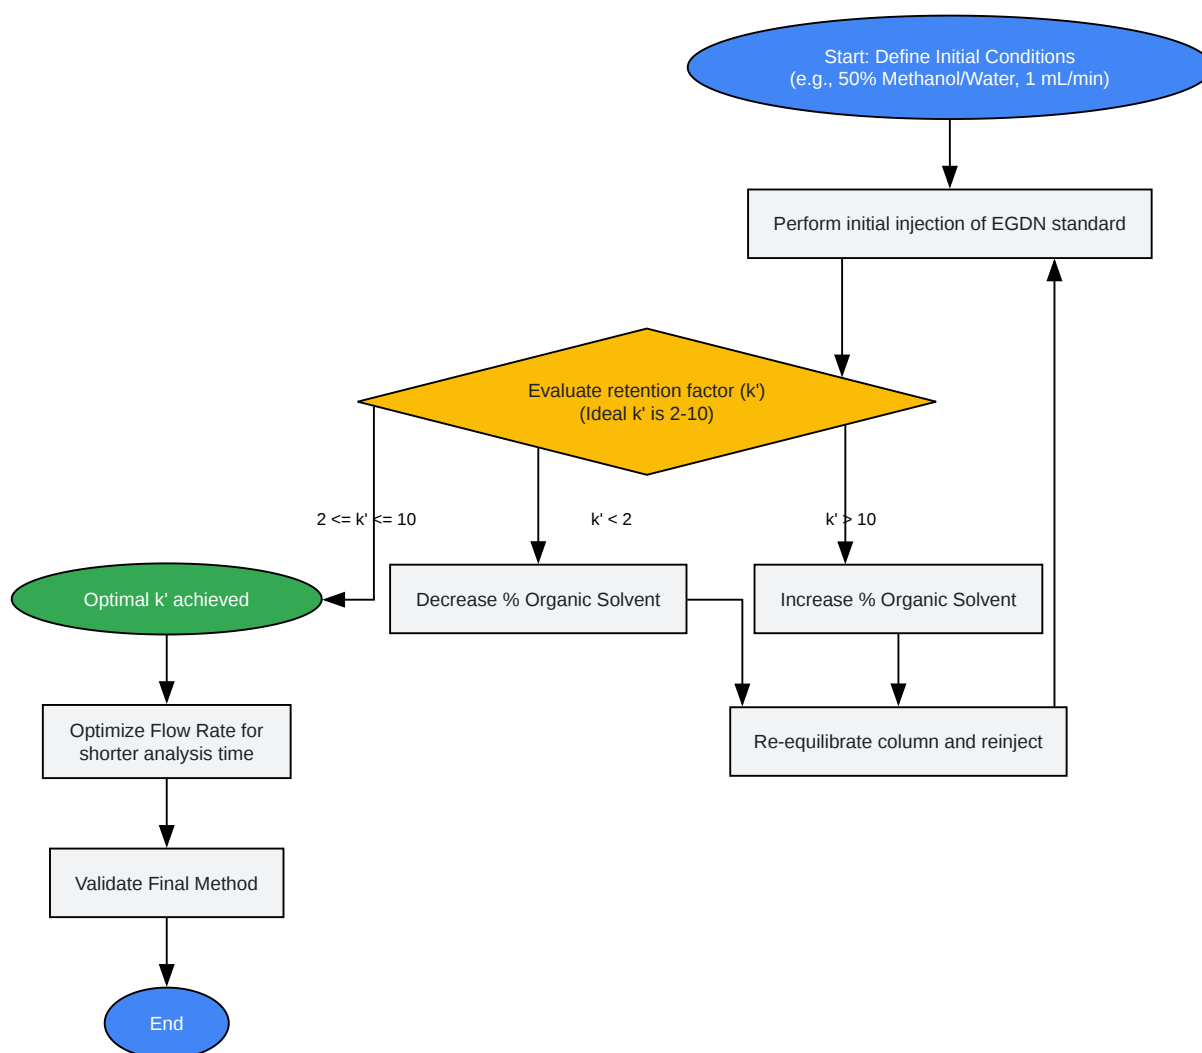 Start: Define Initial Conditions
(e.g., 50% Methanol/Water, 1 mL/min)
Perform initial injection of EGDN standard
Evaluate retention factor (k')
(Ideal k' is 2-10)
2 <= k' <= 10
k' < 2
k' > 10
Optimal k' achieved
Decrease % Organic Solvent
Increase % Organic Solvent
Optimize Flow Rate for
shorter analysis time
Re-equilibrate column and reinject
Validate Final Method
End